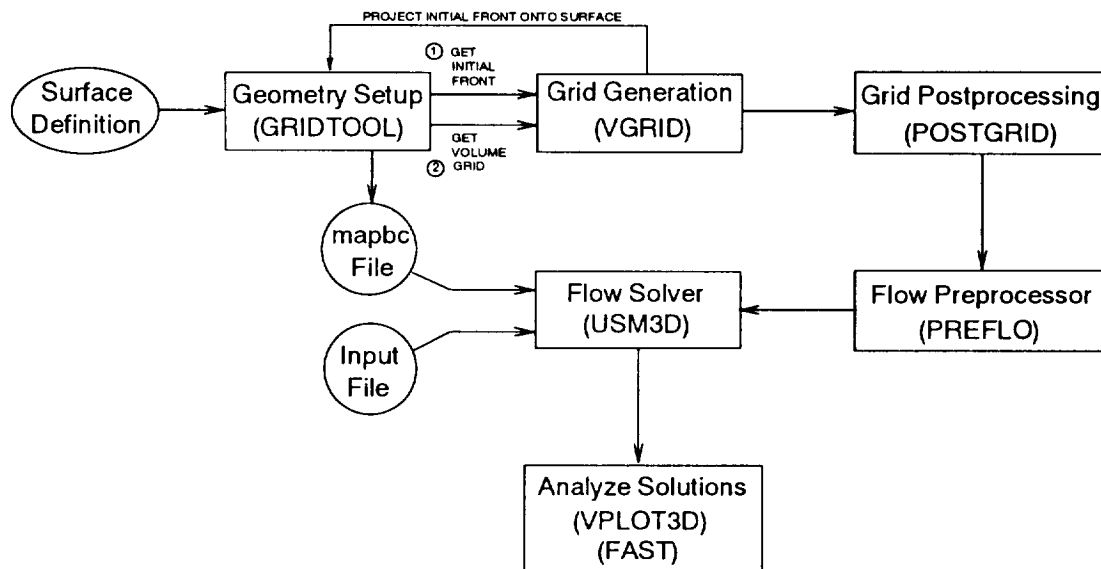 PROJECT INITIAL FRONT ONTO SURFACE
Surface
Definition
Geometry Setup
(GRIDTOOL)
1 GET
INITIAL
FRONT
GET
2 VOLUME
GRID
Grid Generation
(VGRID)
Grid Postprocessing
(POSTGRID)
mapbc
File
Input
File
Flow Solver
(USM3D)
Flow Preprocessor
(PREFLO)
Analyze Solutions
(VPLOT3D)
(FAST)